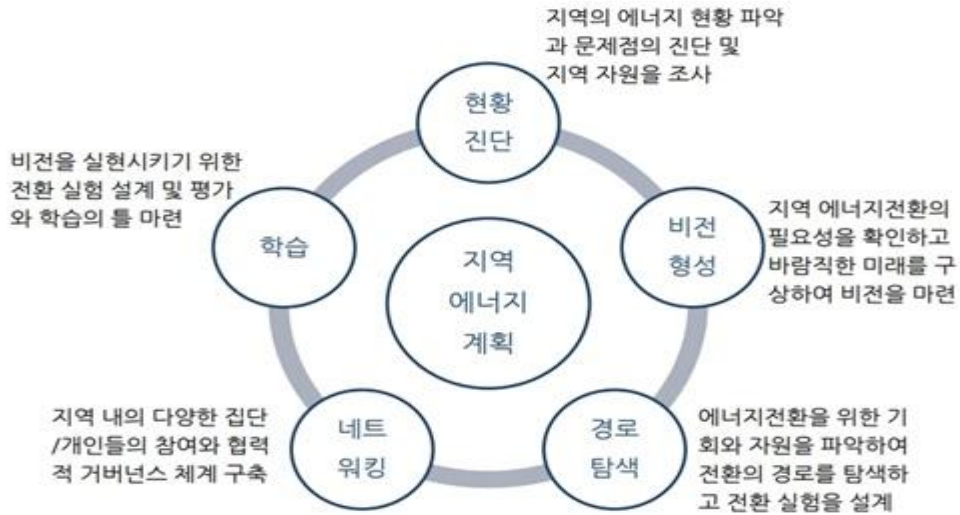 지역의 에너지 현황 파악
과 문제점의 진단 및
지역 자원을 조사
현황
진단
비전을 실현시키기 위한
전환 실험 설계 및 평가
와 학습의 틀 마련
학습
지역
에너지
계획
비전
형성
지역 에너지전환의
필요성을 확인하고
바람직한 미래를 구
상하여 비전을 마련
지역 내의 다양한 집단
/개인들의 참여와 협력
적 거버넌스 체계 구축
네트
워킹
경로
탐색
에너지전환을 위한 기
회와 자원을 파악하여
전환의 경로를 탐색하
고 전환 실험을 설계